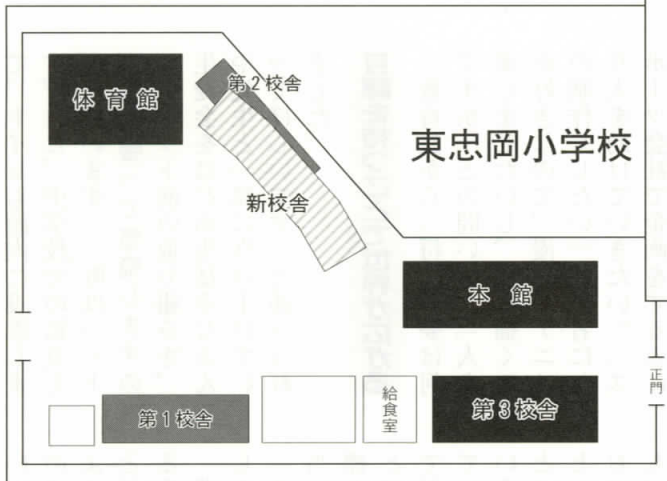 体育館
第2校舎
東忠岡小学校
新校舎
本館
正門
第1校舎
給食室
第3校舎